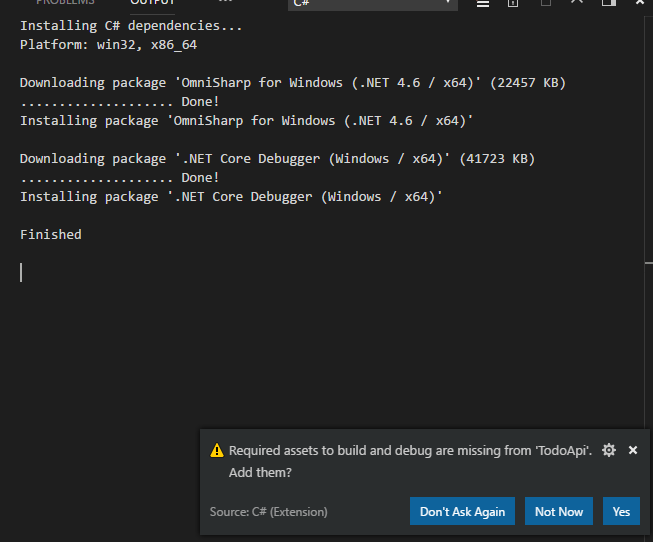 PROBLEMS OUTPUT ... C#
Installing C# dependencies...
Platform: win32, x86_64
Downloading package 'OmniSharp for Windows (.NET 4.6 / x64)' (22457 KB)
.................... Done!
Installing package 'OmniSharp for Windows (.NET 4.6 / x64)'
Downloading package '.NET Core Debugger (Windows / x64)' (41723 KB)
.................... Done!
Installing package '.NET Core Debugger (Windows / x64)'
Finished
Required assets to build and debug are missing from 'TodoApi'.
Add them?
Source: C# (Extension) Don't Ask Again Not Now Yes